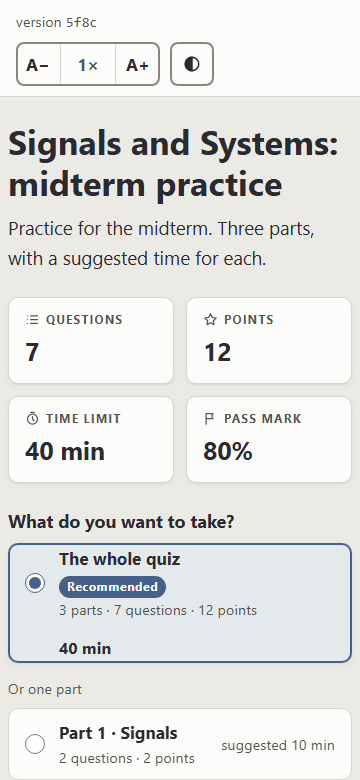 version 5f8c
A− 1× A+
Signals and Systems:
midterm practice
Practice for the midterm. Three parts,
with a suggested time for each.
QUESTIONS
7
POINTS
12
TIME LIMIT
40 min
PASS MARK
80%
What do you want to take?
The whole quiz
Recommended
3 parts · 7 questions · 12 points
40 min
Or one part
Part 1 · Signals
2 questions · 2 points
suggested 10 min